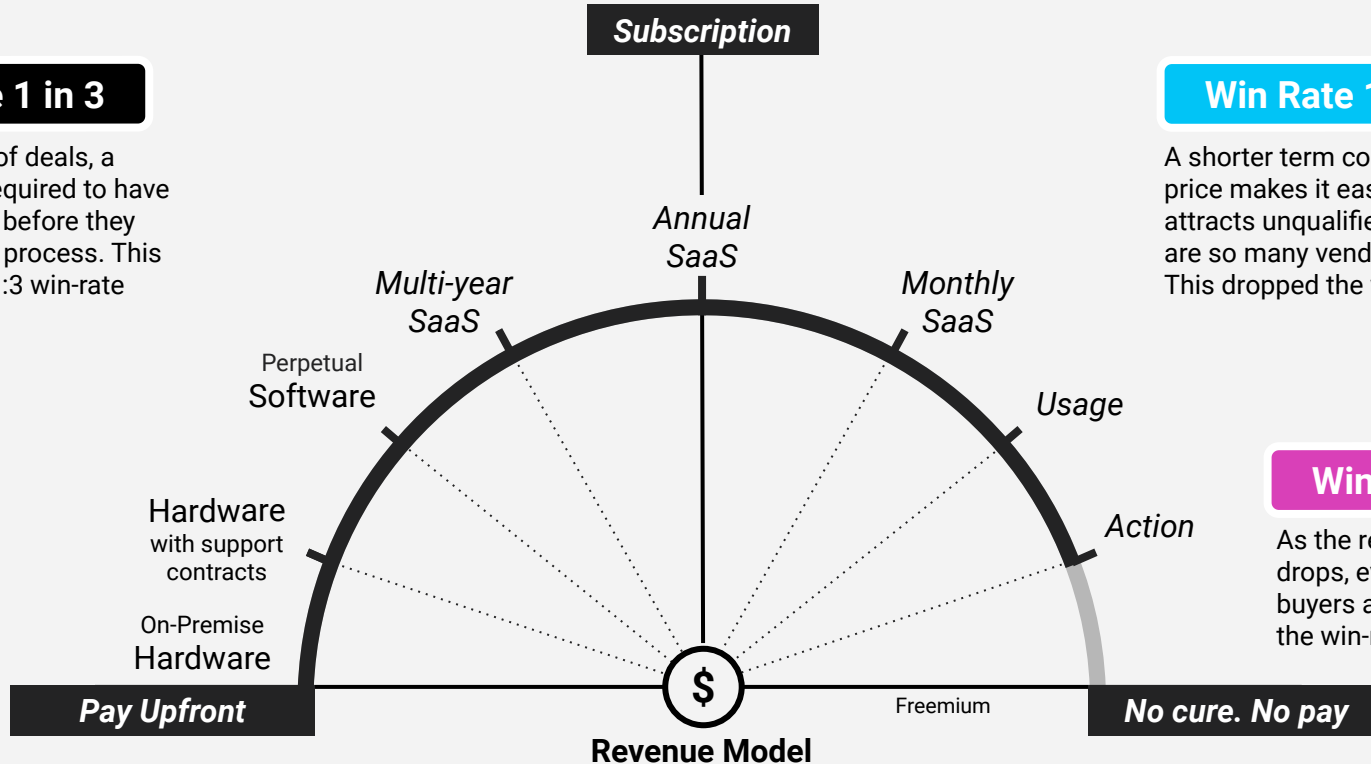 Subscription
1 in 3
of deals, a
equired to have
before they
process. This
:3 win-rate
Win Rate
A shorter term co
price makes it eas
attracts unqualifie
are so many vend
This dropped the
Annual
SaaS
Multi-year
SaaS
Monthly
SaaS
Perpetual
Software
Usage
Hardware
with support
contracts
Action
Win
As the re
drops, e
buyers a
the win-
On-Premise
Hardware
Pay Upfront
$
Freemium
No cure. No pay
Revenue Model